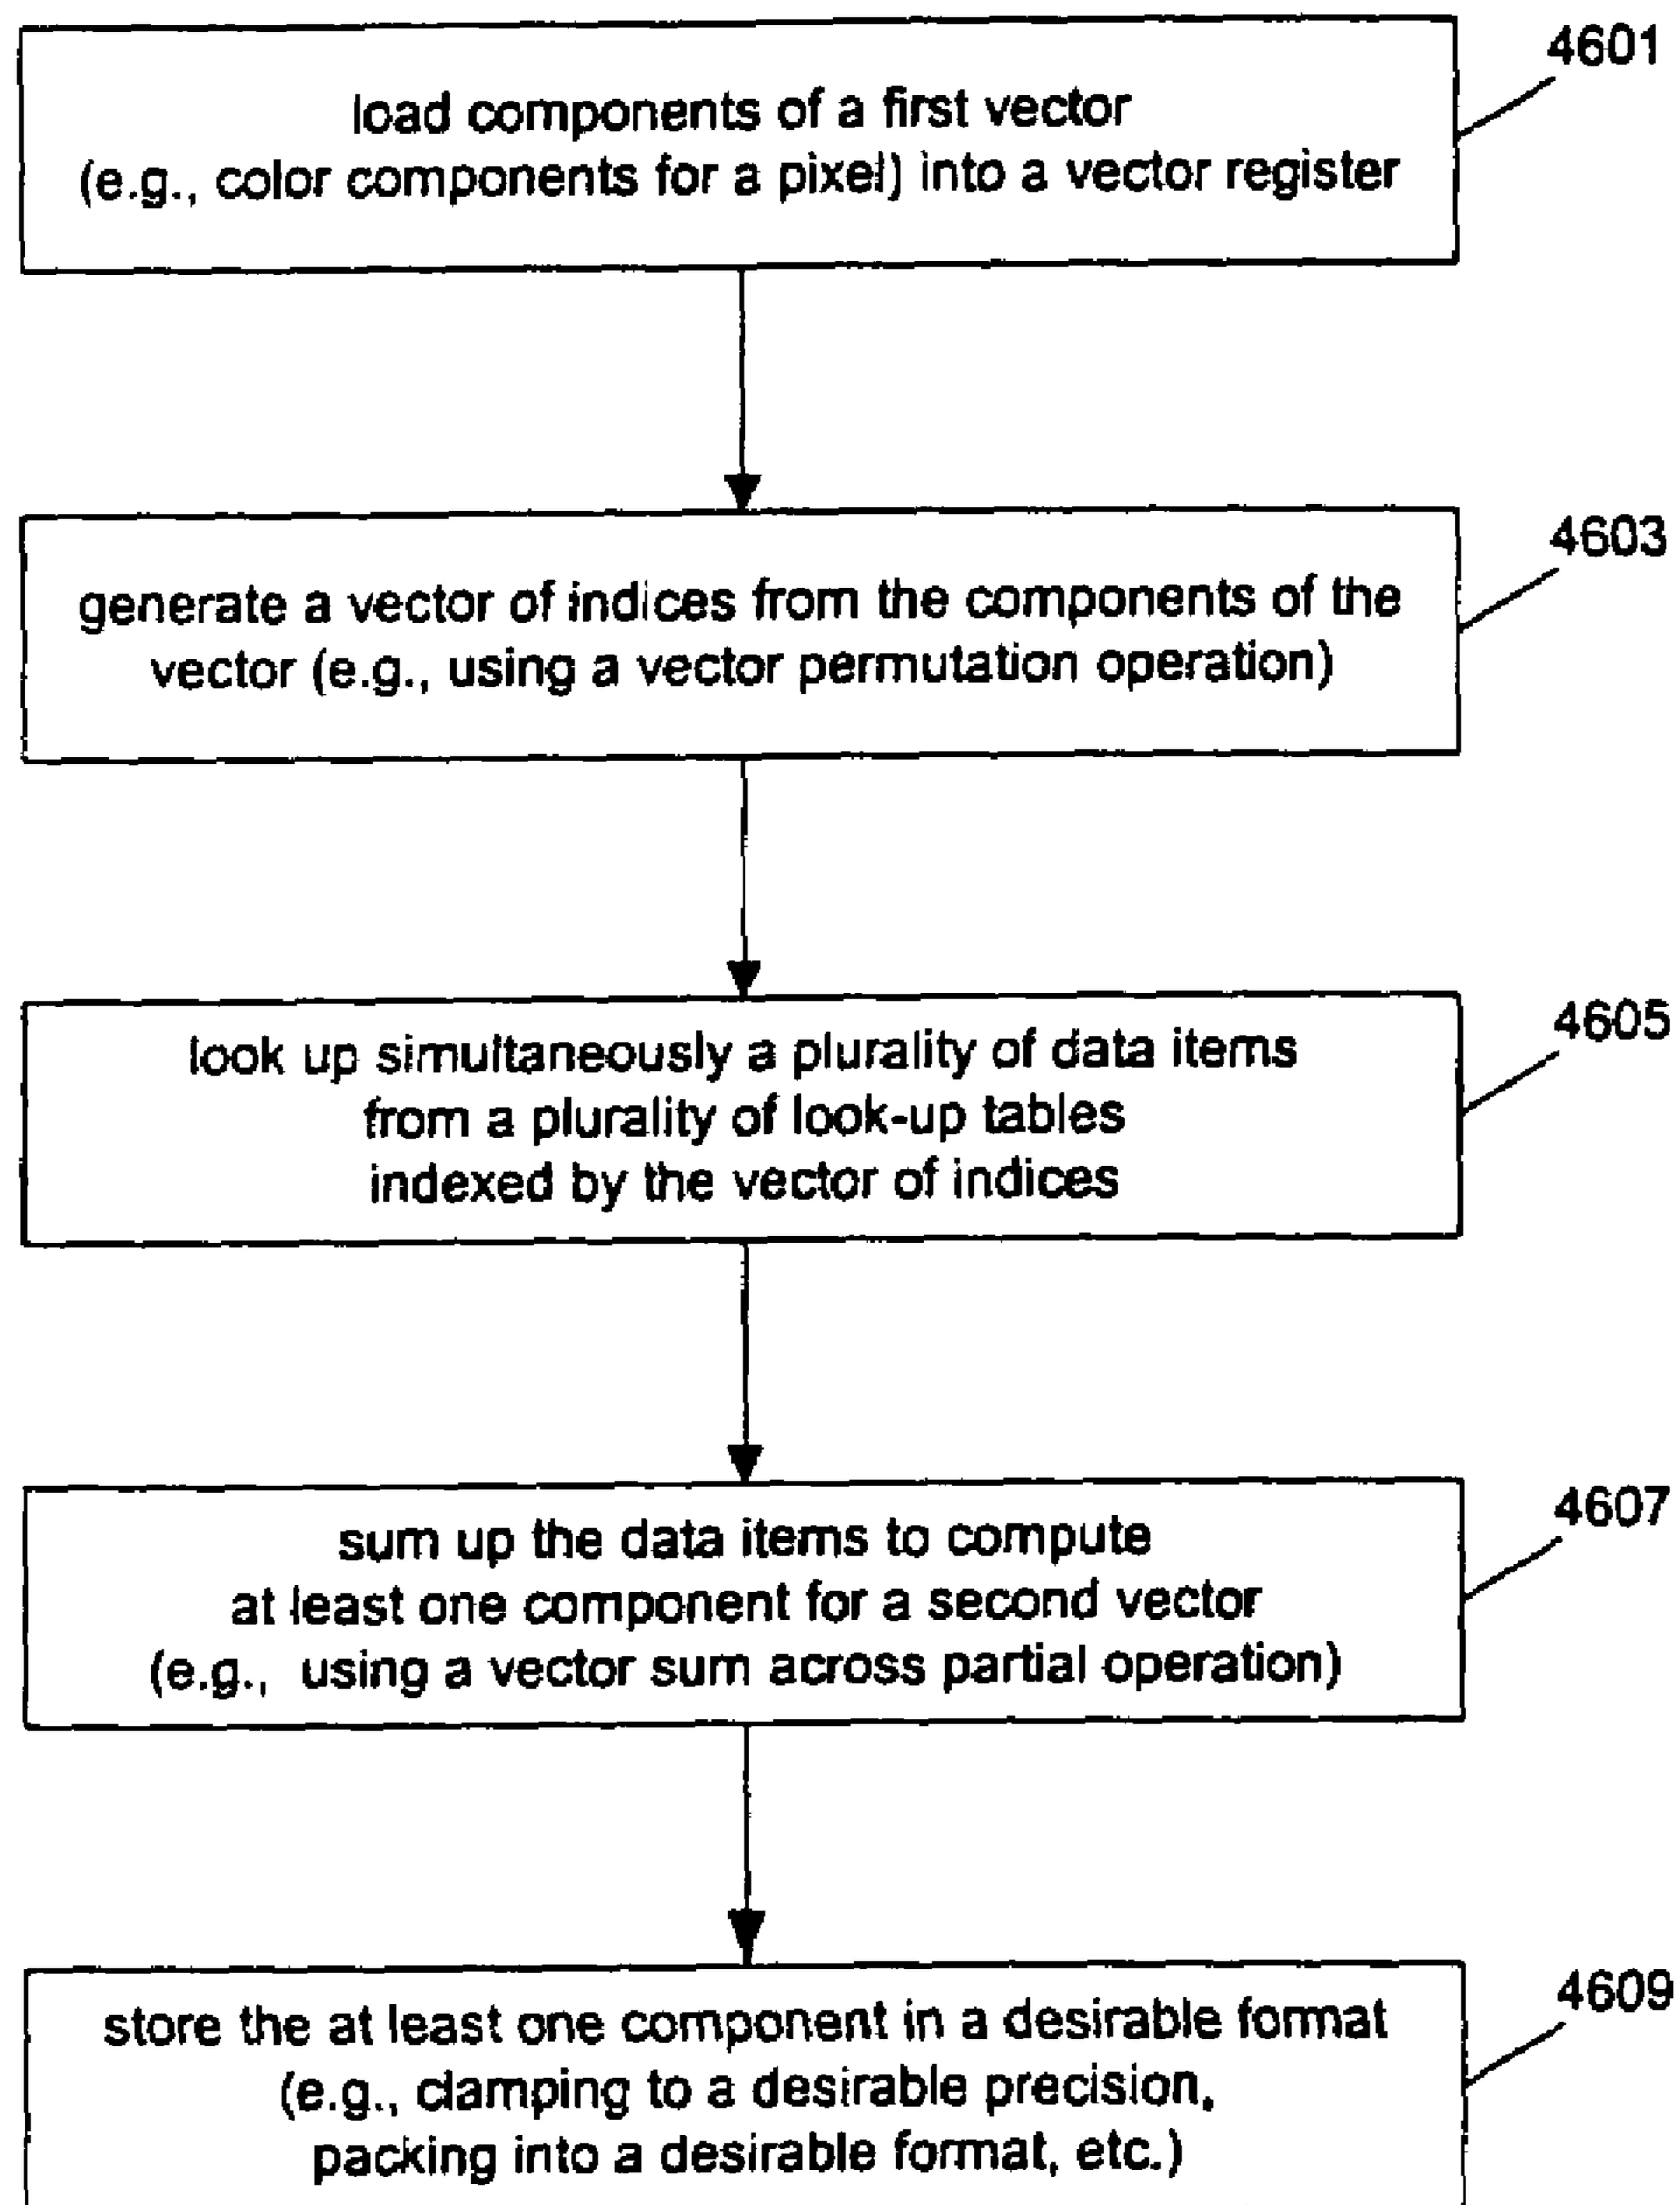 4601
load components of a first vector
(e.g., color components for a pixel) into a vector register
4603
generate a vector of indices from the components of the
vector (e.g., using a vector permutation operation)
4605
look up simultaneously a plurality of data items
from a plurality of look-up tables
indexed by the vector of indices
4607
sum up the data items to compute
at least one component for a second vector
(e.g., using a vector sum across partial operation)
4609
store the at least one component in a desirable format
(e.g., clamping to a desirable precision,
packing into a desirable format, etc.)